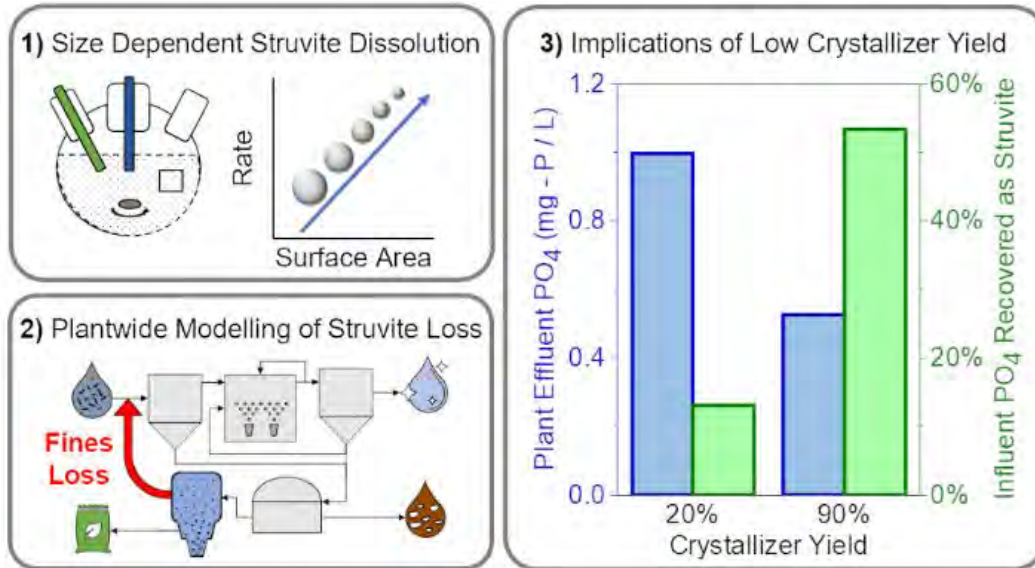 1) Size Dependent Struvite Dissolution
Rate
Surface Area
2) Plantwide Modelling of Struvite Loss
Fines
Loss
3) Implications of Low Crystallizer Yield
Plant Effluent PO4 (mg - P / L)
1.2
0.8
0.4
0.0
60%
40%
20%
0%
Influent PO4 Recovered as Struvite
20%
90%
Crystallizer Yield